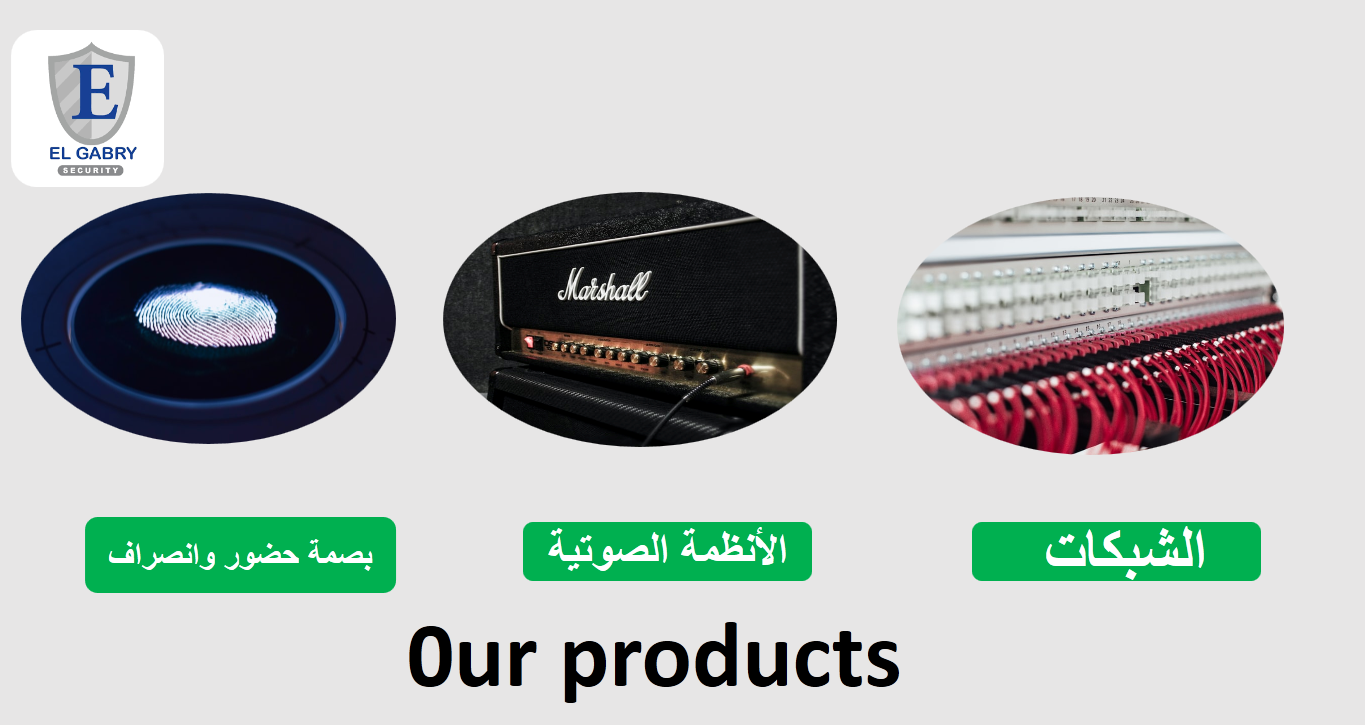 E
EL GABRY
SECURITY
Marshall
الشبكات
الأنظمة الصوتية
بصمة حضور وانصراف
0ur products